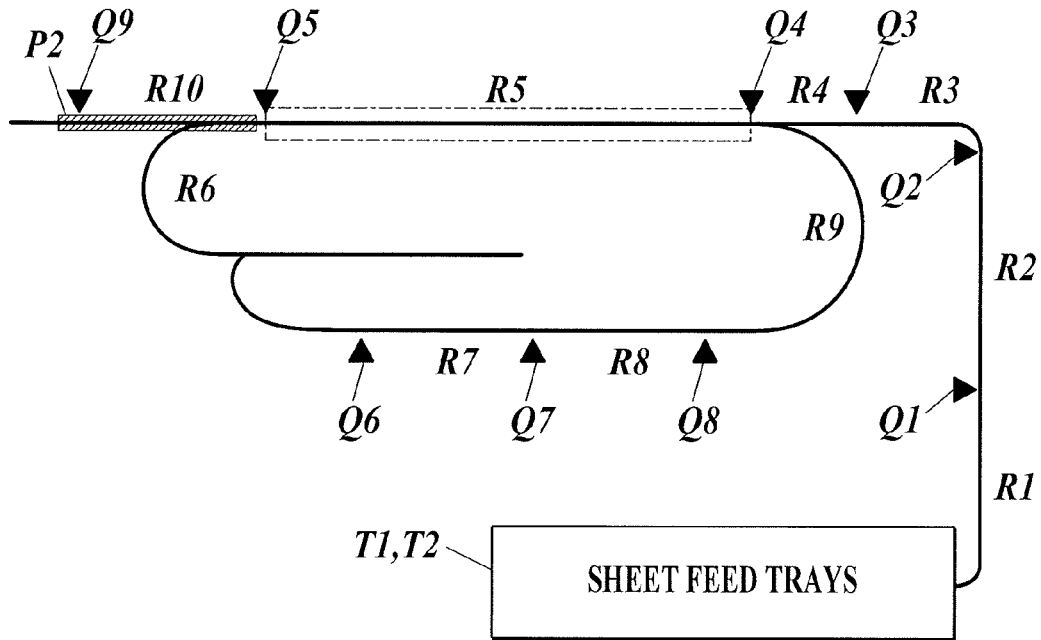 P2
Q9
Q5
Q4
Q3
R10
R5
R4
R3
Q2
R6
R9
R2
R7
R8
Q6
Q7
Q8
Q1
R1
T1,T2
SHEET FEED TRAYS